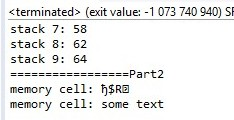 <terminated> (exit value: -1 073 740 940) SF
stack 7: 58
stack 8: 62
stack 9: 64
=================Part2
memory cell: ђ$R
memory cell: some text